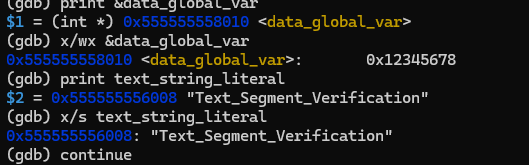 (gdb) print &data_global_var
$1 = (int *) 0x555555558010 <data_global_var>
(gdb) x/wx &data_global_var
0x555555558010 <data_global_var>:       0x12345678
(gdb) print text_string_literal
$2 = 0x555555556008 "Text_Segment_Verification"
(gdb) x/s text_string_literal
0x555555556008: "Text_Segment_Verification"
(gdb) continue